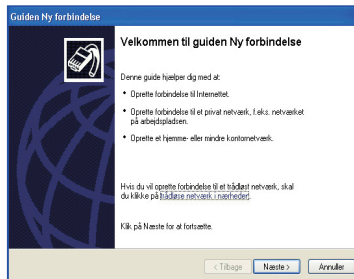 Guiden Ny forbindelse
Velkommen til guiden Ny forbindelse
Denne guide hjælper dig med at:
• Oprette forbindelse til Internettet.
• Oprette forbindelse til et privat netværk, f.eks. netværket
på arbejdspladsen.
• Oprette et hjemme- eller mindre kontornetværk.
Hvis du vil oprette forbindelse til et trådløst netværk, skal
du klikke på trådløse netværk i nærheden.
Klik på Næste for at fortsætte.
< Tilbage Næste > Annuller